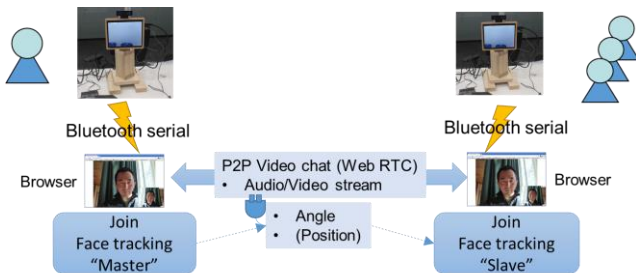 Bluetooth serial
Bluetooth serial
P2P Video chat (Web RTC)
• Audio/Video stream
Browser
Browser
• Angle
• (Position)
Join
Face tracking
“Master”
Join
Face tracking
“Slave”